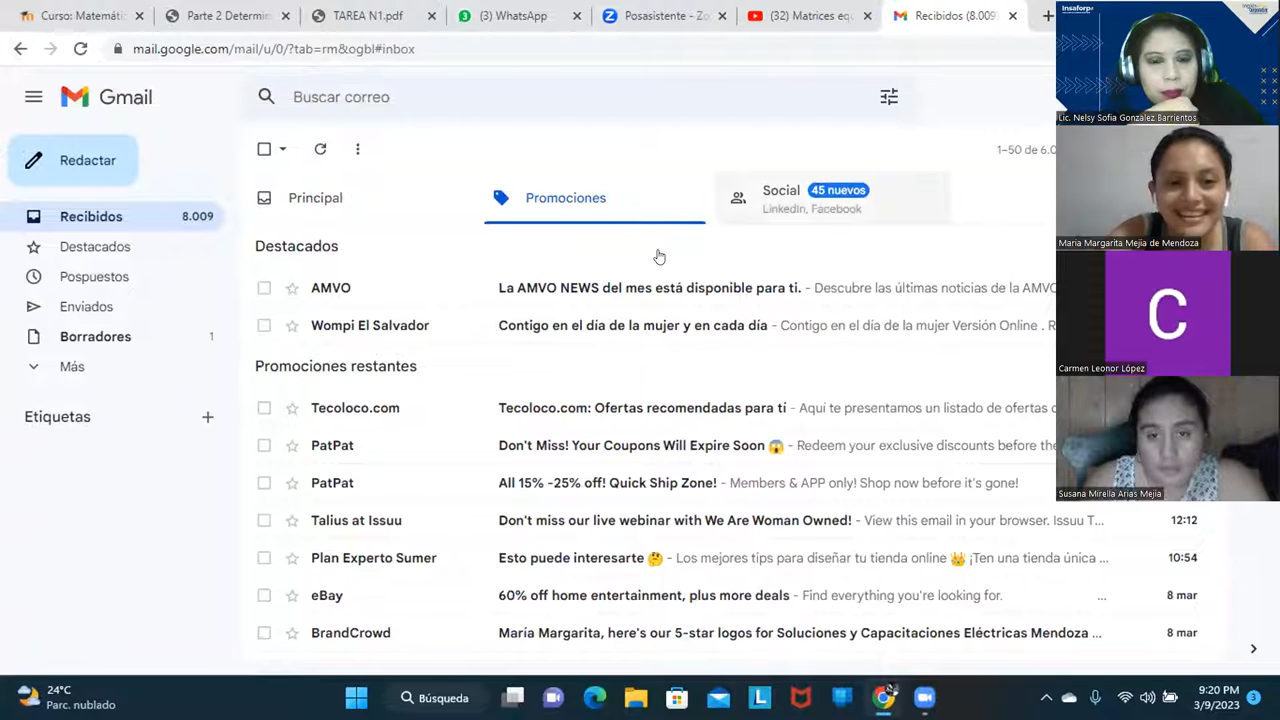 Curso: Matemáti
Parte 2 Determin
TAREA 1.pdf
(3) WhatsApp
Posasistente - Zo
(32) Matrices equ
Recibidos (8.009)
mail.google.com/mail/u/0/?tab=rm&ogbl#inbox
Gmail
Buscar correo
Redactar
1–50 de 6.0
Principal
Promociones
Social 45 nuevos
LinkedIn, Facebook
Recibidos 8.009
Destacados
Pospuestos
Enviados
Borradores 1
Más
Etiquetas
Destacados
AMVO La AMVO NEWS del mes está disponible para ti. - Descubre las últimas noticias de la AMVO
Wompi El Salvador Contigo en el día de la mujer y en cada día - Contigo en el día de la mujer Versión Online . R
Promociones restantes
Tecoloco.com Tecoloco.com: Ofertas recomendadas para tí - Aquí te presentamos un listado de ofertas
PatPat Don't Miss! Your Coupons Will Expire Soon 😱 - Redeem your exclusive discounts before the
PatPat All 15% -25% off! Quick Ship Zone! - Members & APP only! Shop now before it's gone!
Talius at Issuu Don't miss our live webinar with We Are Woman Owned! - View this email in your browser. Issuu T... 12:12
Plan Experto Sumer Esto puede interesarte 🤔 - Los mejores tips para diseñar tu tienda online 👑 ¡Ten una tienda única ... 10:54
eBay 60% off home entertainment, plus more deals - Find everything you're looking for. ... 8 mar
BrandCrowd María Margarita, here's our 5-star logos for Soluciones y Capacitaciones Eléctricas Mendoza ... 8 mar
Insaforp
Lic. Nelsy Sofia González Barrientos
Maria Margarita Mejia de Mendoza
C
Carmen Leonor López
Susana Mirella Arias Mejia
24°C
Parc. nublado
Búsqueda
9:20 PM
3/9/2023
3